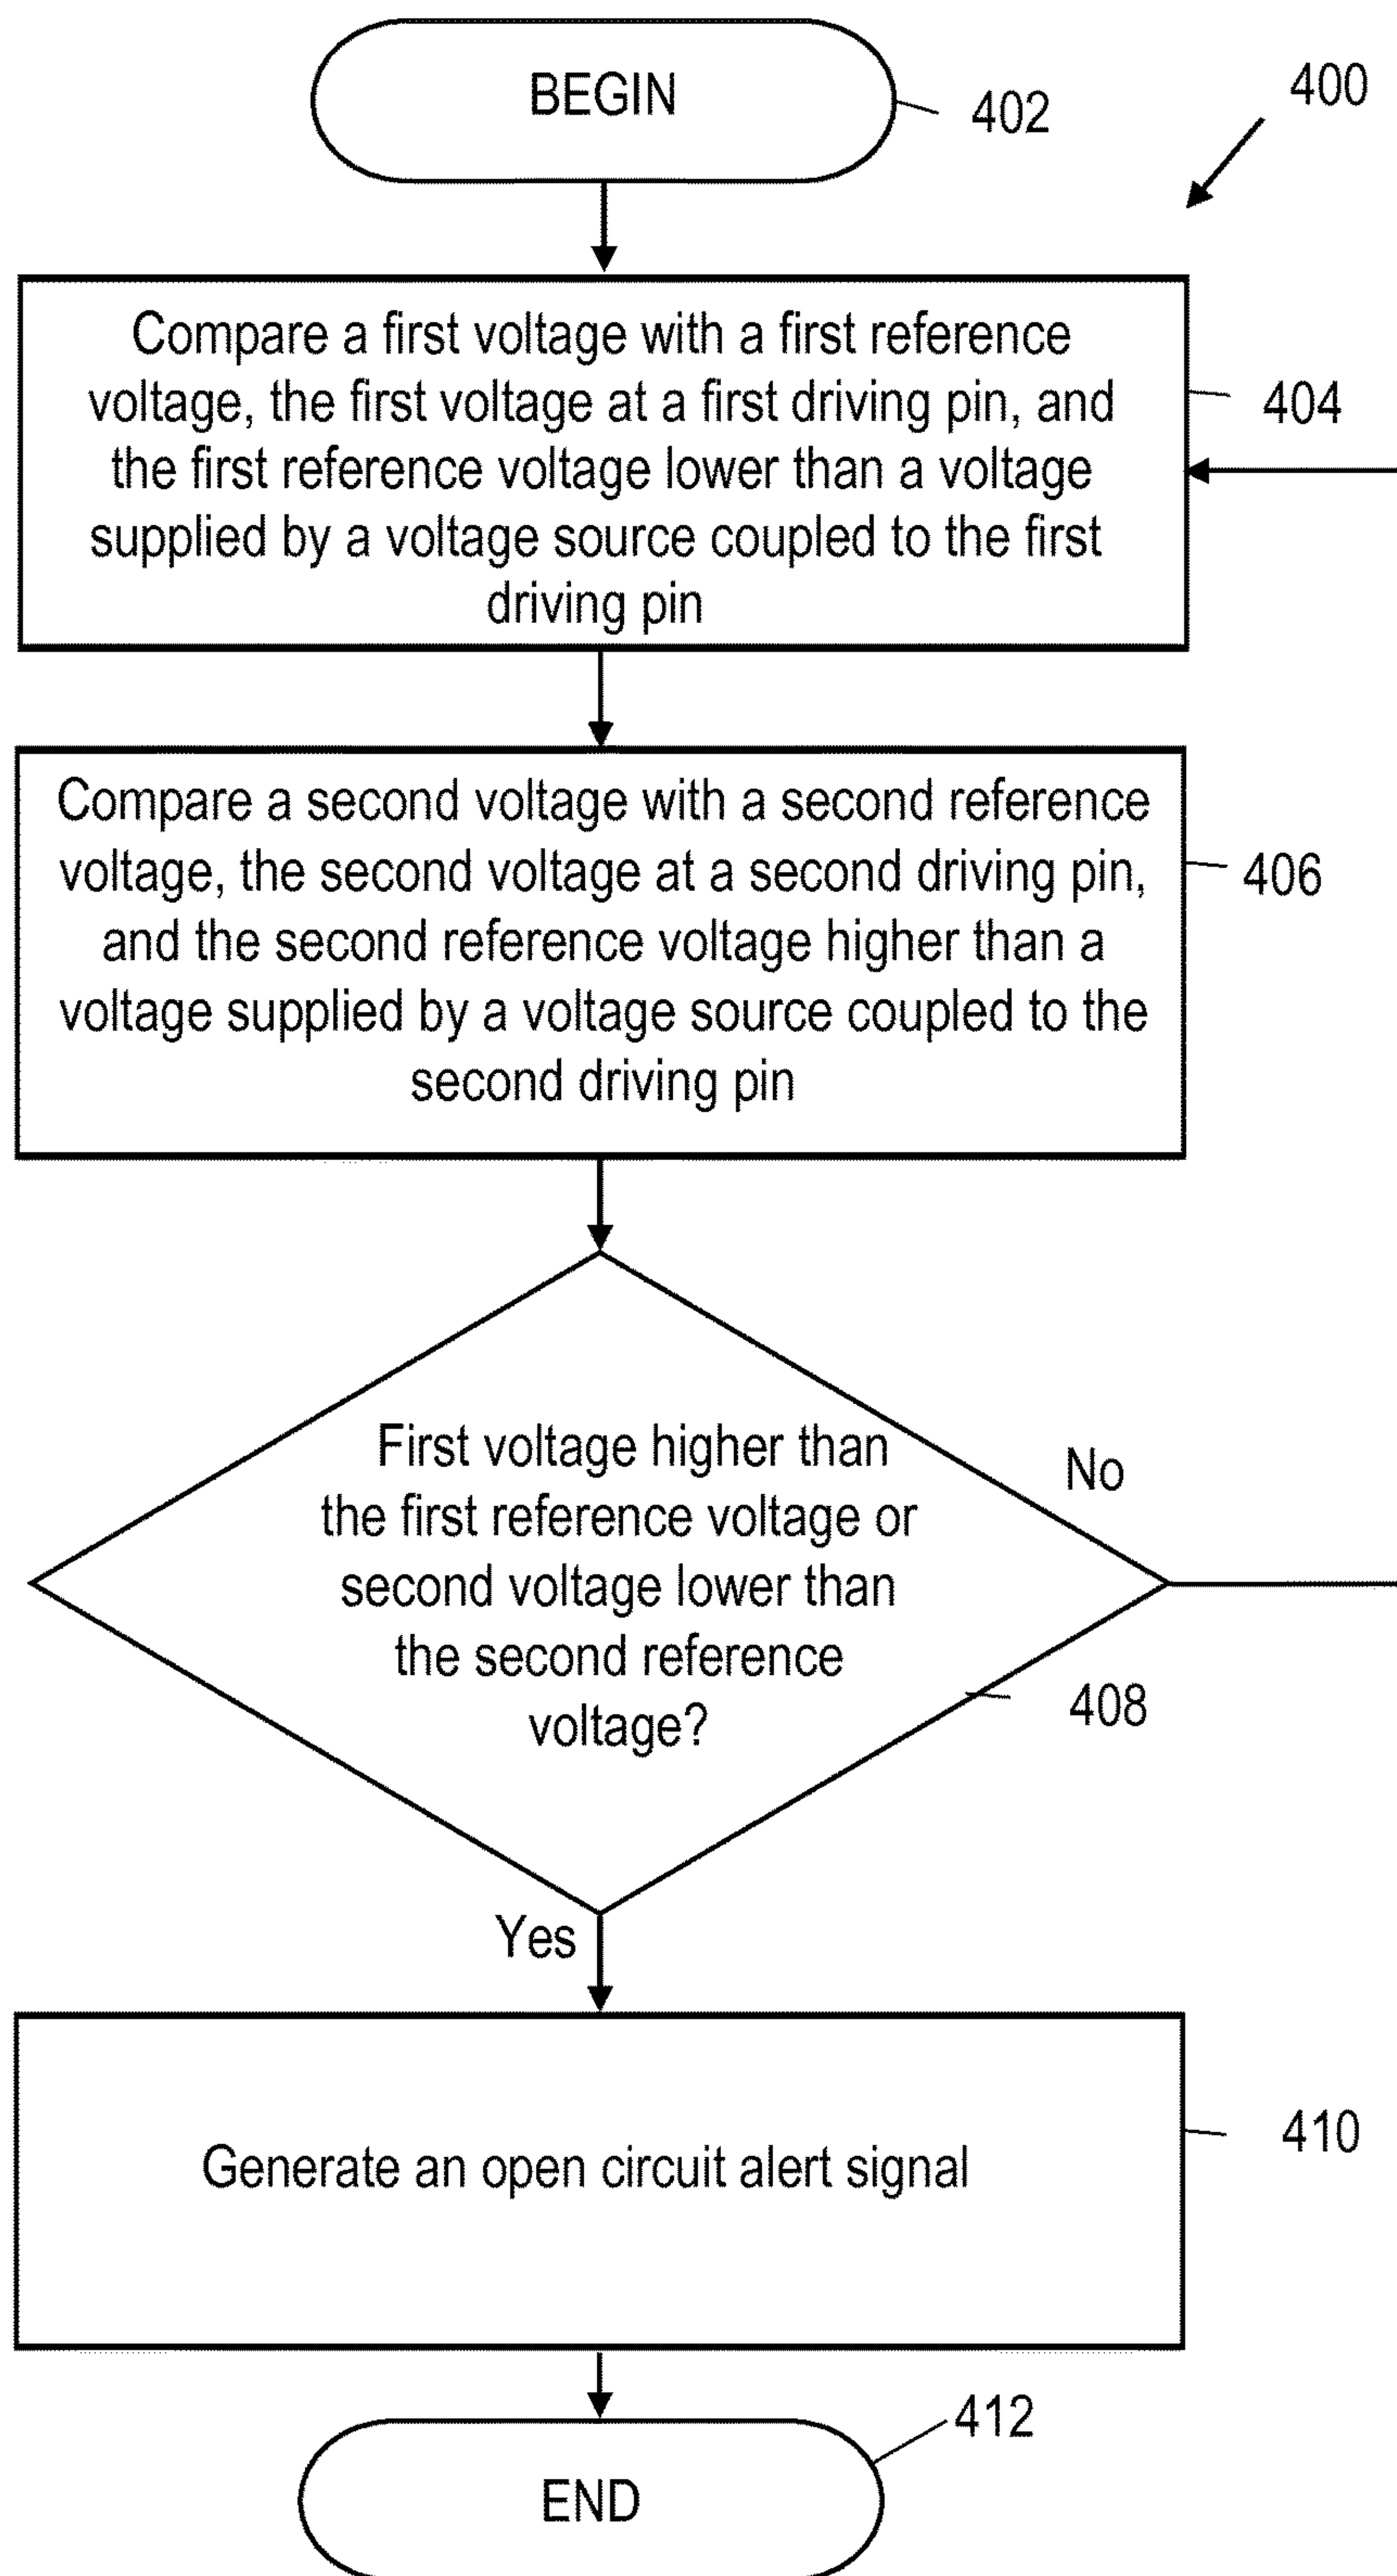 BEGIN
402
400
Compare a first voltage with a first reference
voltage, the first voltage at a first driving pin, and
the first reference voltage lower than a voltage
supplied by a voltage source coupled to the first
driving pin
404
Compare a second voltage with a second reference
voltage, the second voltage at a second driving pin,
and the second reference voltage higher than a
voltage supplied by a voltage source coupled to the
second driving pin
406
First voltage higher than
the first reference voltage or
second voltage lower than
the second reference
voltage?
No
408
Yes
Generate an open circuit alert signal
410
412
END